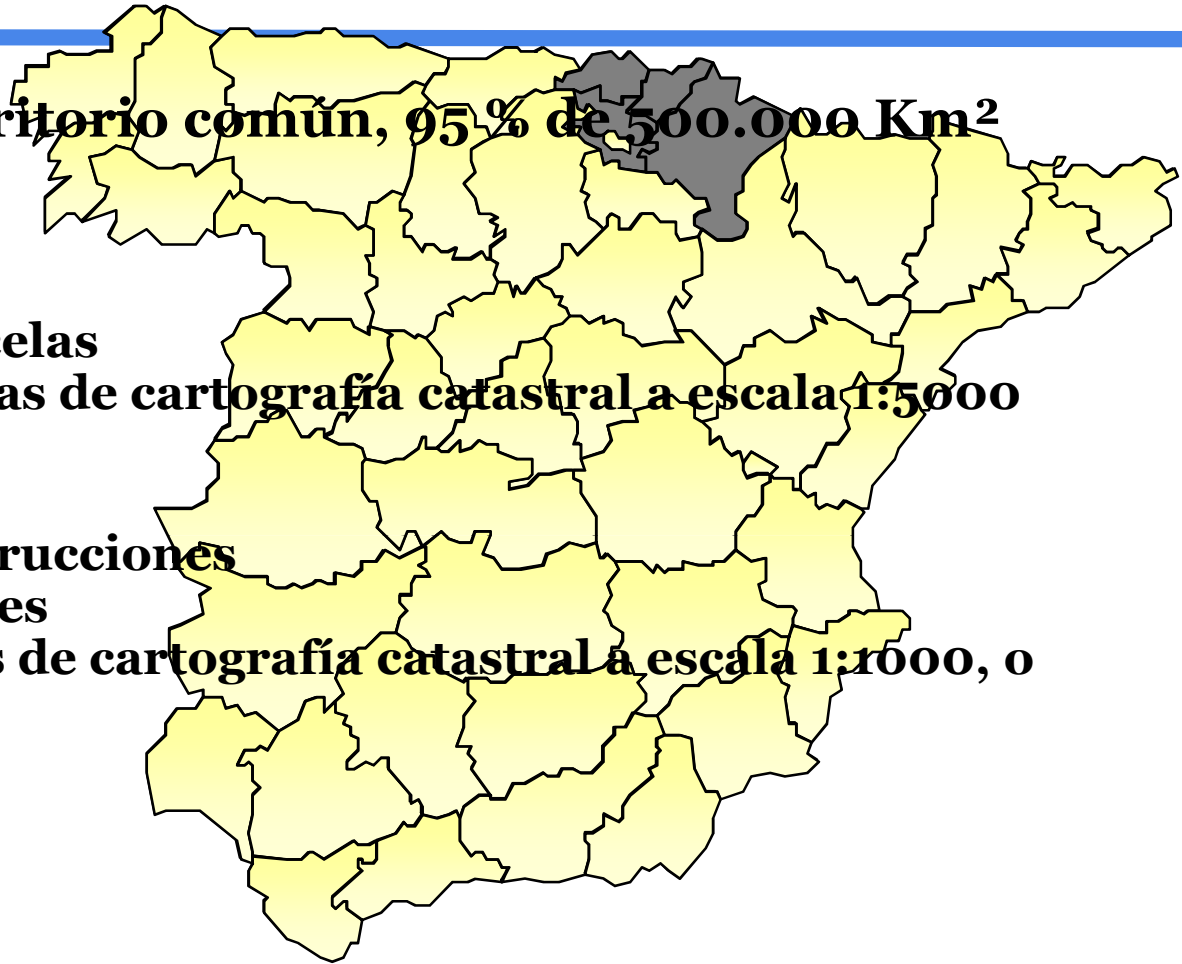 ritorio común, 95 % de 500.000 Km²
elas
as de cartografía catastral a escala 1:5000
rucciones
es
s de cartografía catastral a escala 1:1000, o